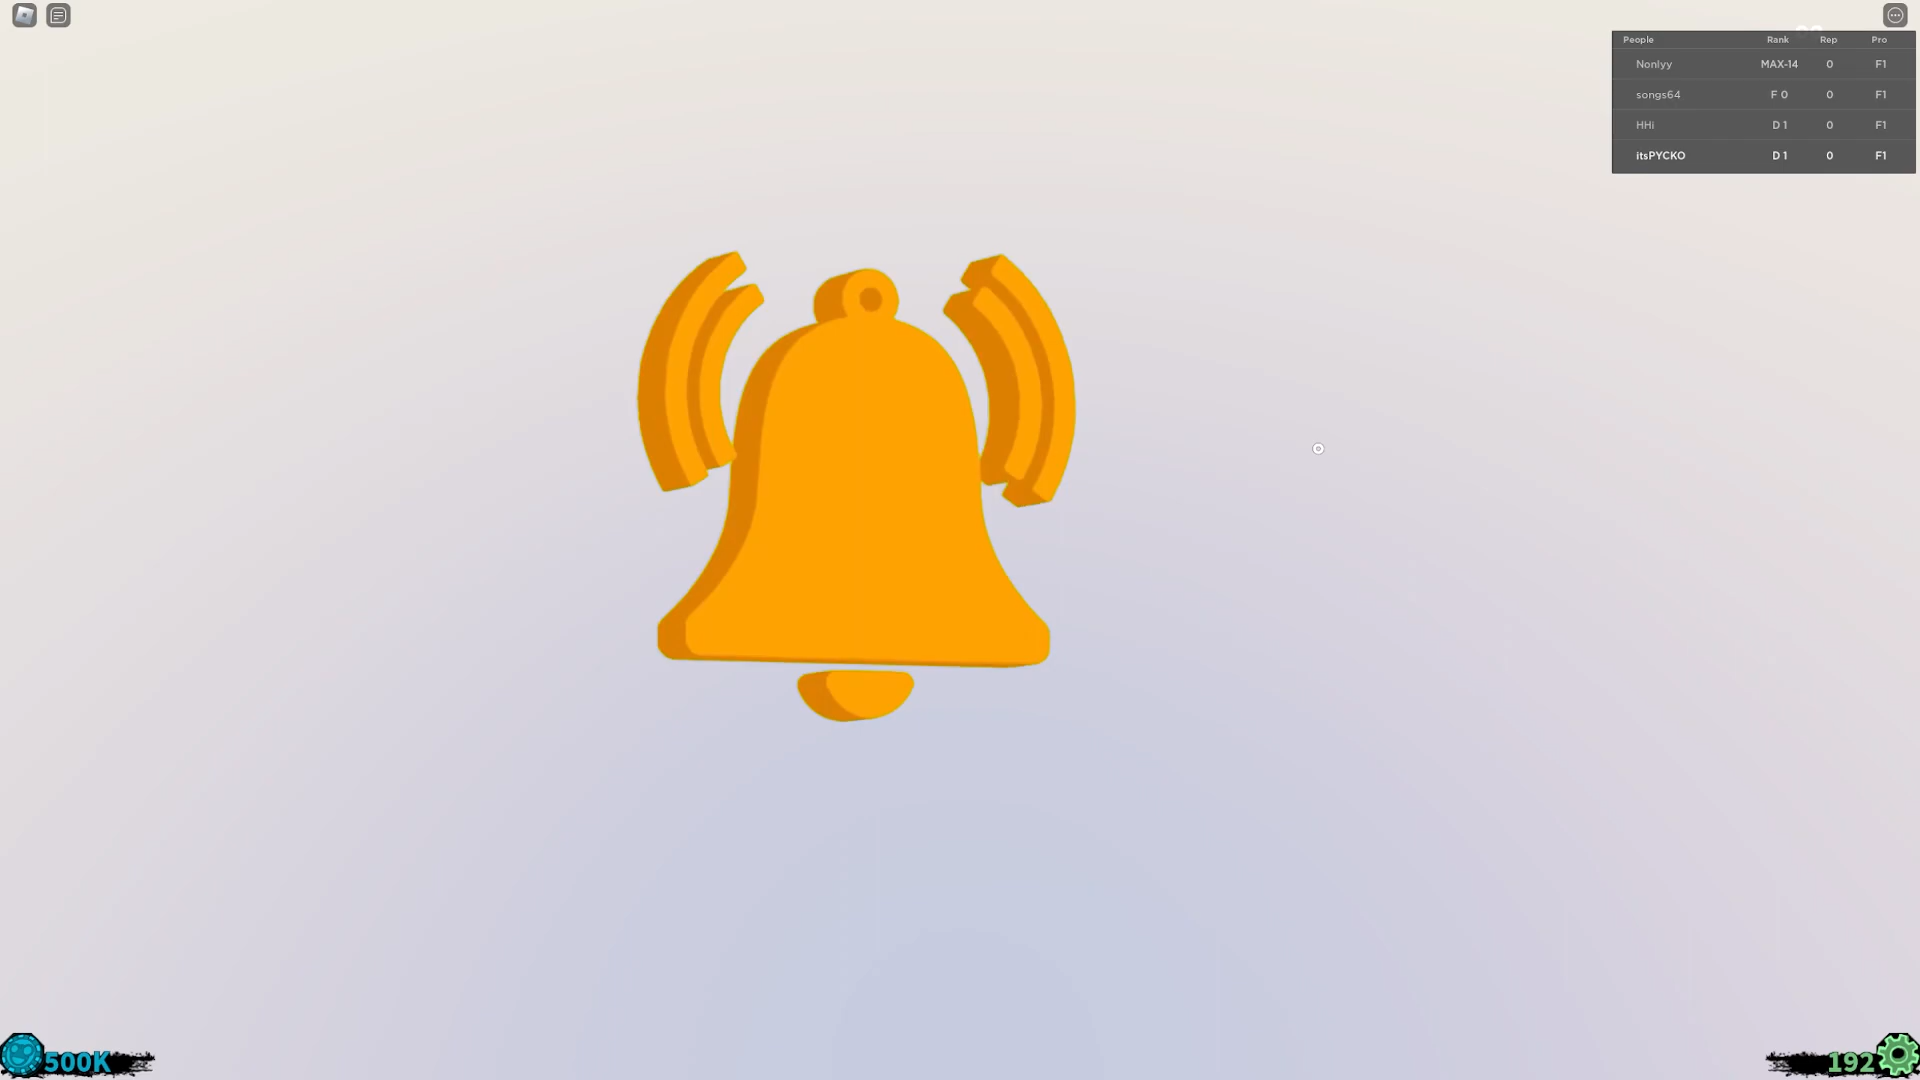 People Rank Rep Pro
Nonlyy MAX-14 0 F1
songs64 F 0 0 F1
HHi D 1 0 F1
itsPYCKO D 1 0 F1
500K
192